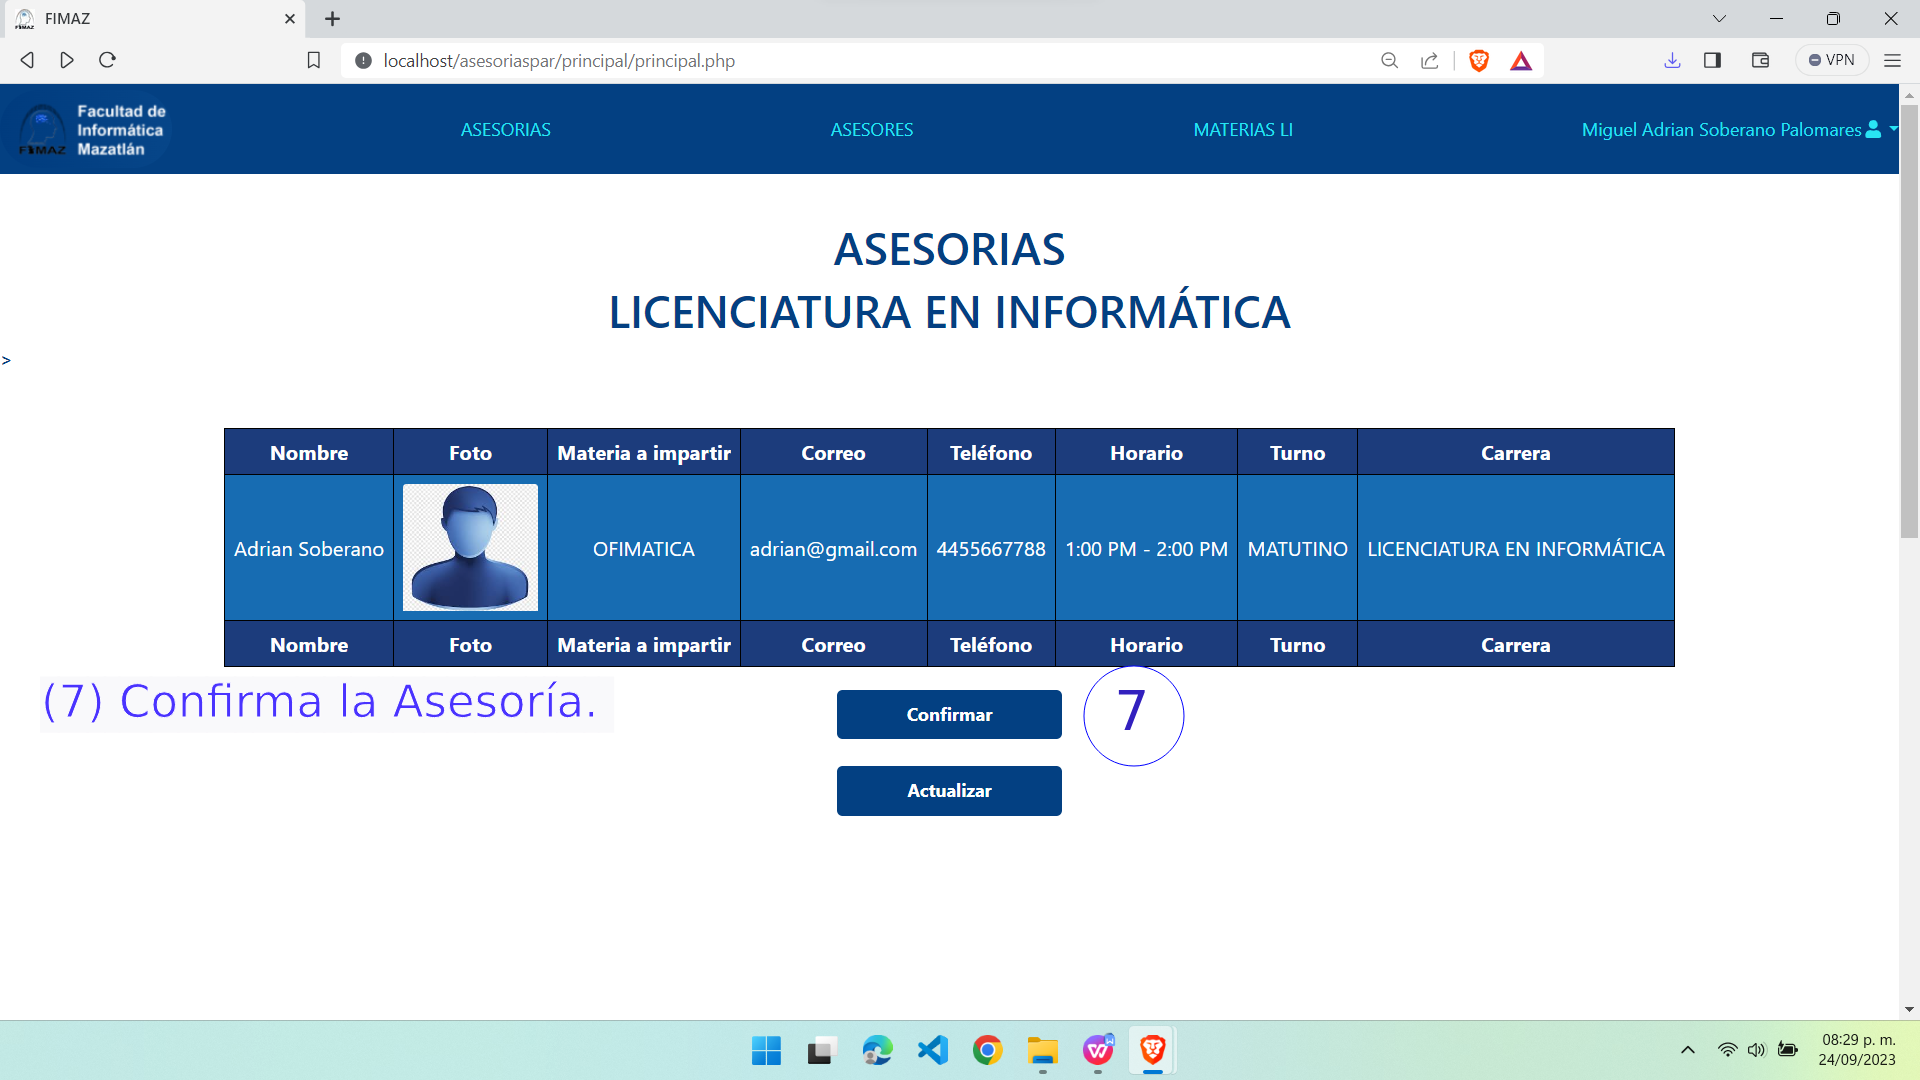 FIMAZ
localhost/asesoriaspar/principal/principal.php
VPN
FIMAZ
Facultad de
Informática
Mazatlán
ASESORIAS
ASESORES
MATERIAS LI
Miguel Adrian Soberano Palomares
ASESORIAS
LICENCIATURA EN INFORMÁTICA
>
Nombre Foto Materia a impartir Correo Teléfono Horario Turno Carrera
Adrian Soberano OFIMATICA adrian@gmail.com 4455667788 1:00 PM - 2:00 PM MATUTINO LICENCIATURA EN INFORMÁTICA
Nombre Foto Materia a impartir Correo Teléfono Horario Turno Carrera
(7) Confirma la Asesoría.
Confirmar
7
Actualizar
08:29 p. m.
24/09/2023